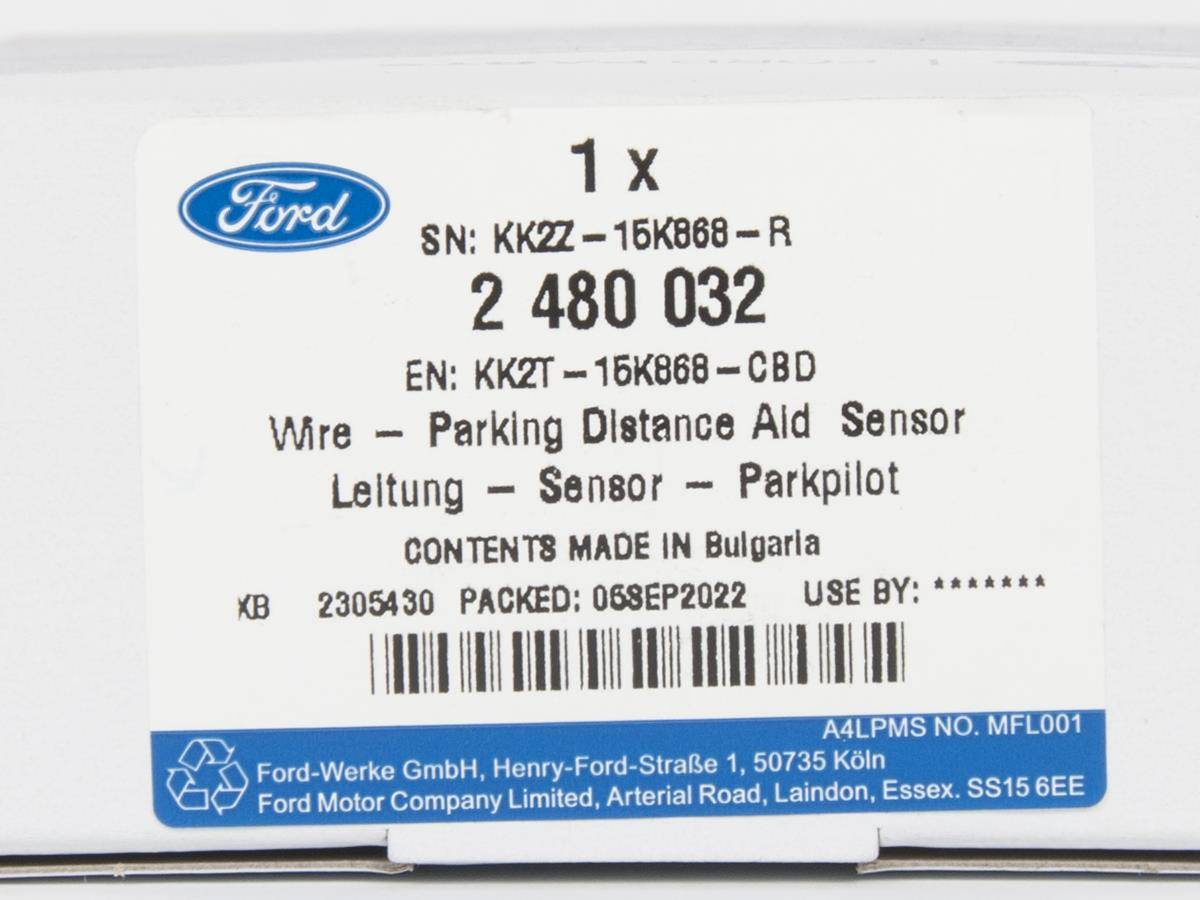 Ford
1 x
SN: KK2Z-15K868-R
2 480 032
EN: KK2T-15K868-CBD
Wire - Parking Distance Aid Sensor
Leitung - Sensor - Parkpilot
CONTENTS MADE IN Bulgaria
KB 2305430 PACKED: 06SEP2022 USE BY: *******
A4LPMS NO. MFL001
Ford-Werke GmbH, Henry-Ford-Straße 1, 50735 Köln
Ford Motor Company Limited, Arterial Road, Laindon, Essex. SS15 6EE